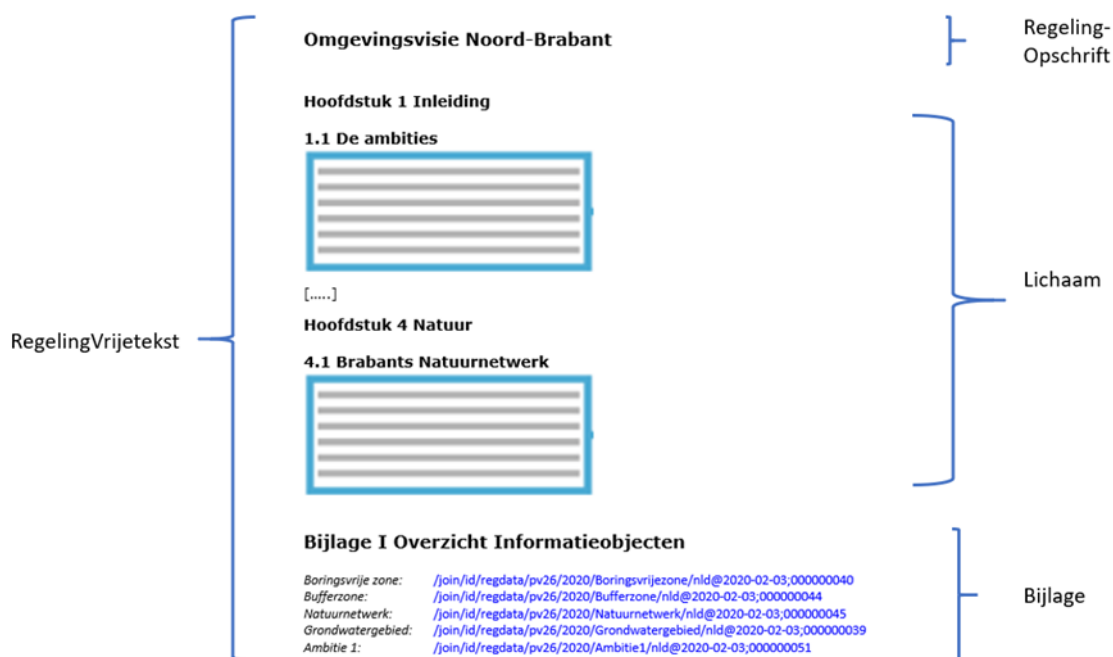 Omgevingsvisie Noord-Brabant
Regeling-
Opschrift
Hoofdstuk 1 Inleiding
1.1 De ambities
[.....]
Hoofdstuk 4 Natuur
4.1 Brabants Natuurnetwerk
RegelingVrijetekst
Lichaam
Bijlage I Overzicht Informatieobjecten
Boringsvrije zone: /join/id/regdata/pv26/2020/Boringsvrijezone/nld@2020-02-03;000000040
Bufferzone: /join/id/regdata/pv26/2020/Bufferzone/nld@2020-02-03;000000044
Natuurnetwerk: /join/id/regdata/pv26/2020/Natuurnetwerk/nld@2020-02-03;000000045
Grondwatergebied: /join/id/regdata/pv26/2020/Grondwatergebied/nld@2020-02-03;000000039
Ambitie 1: /join/id/regdata/pv26/2020/Ambitie1/nld@2020-02-03;000000051
Bijlage